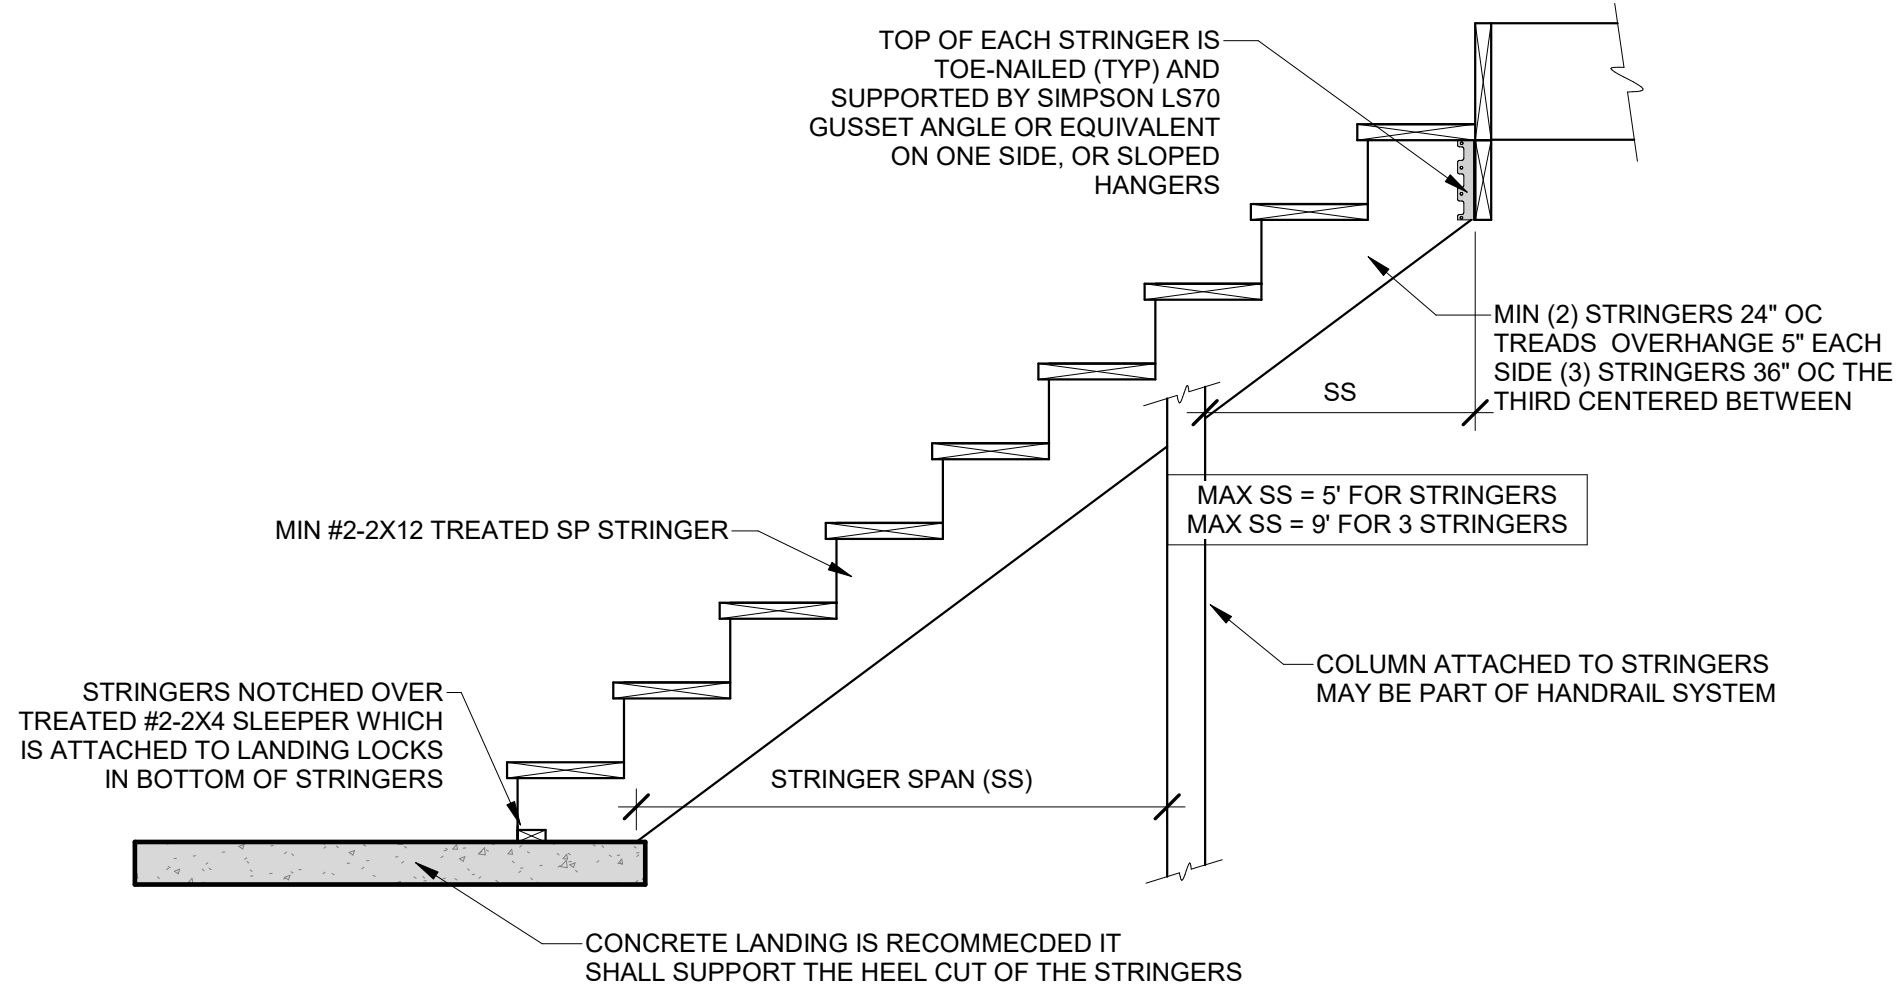 TOP OF EACH STRINGER IS
TOE-NAILED (TYP) AND
SUPPORTED BY SIMPSON LS70
GUSSET ANGLE OR EQUIVALENT
ON ONE SIDE, OR SLOPED
HANGERS
MIN (2) STRINGERS 24" OC
TREADS OVERHANGE 5" EACH
SIDE (3) STRINGERS 36" OC THE
THIRD CENTERED BETWEEN
SS
MAX SS = 5' FOR STRINGERS
MAX SS = 9' FOR 3 STRINGERS
MIN #2-2X12 TREATED SP STRINGER
COLUMN ATTACHED TO STRINGERS
MAY BE PART OF HANDRAIL SYSTEM
STRINGERS NOTCHED OVER
TREATED #2-2X4 SLEEPER WHICH
IS ATTACHED TO LANDING LOCKS
IN BOTTOM OF STRINGERS
STRINGER SPAN (SS)
CONCRETE LANDING IS RECOMMECDED IT
SHALL SUPPORT THE HEEL CUT OF THE STRINGERS